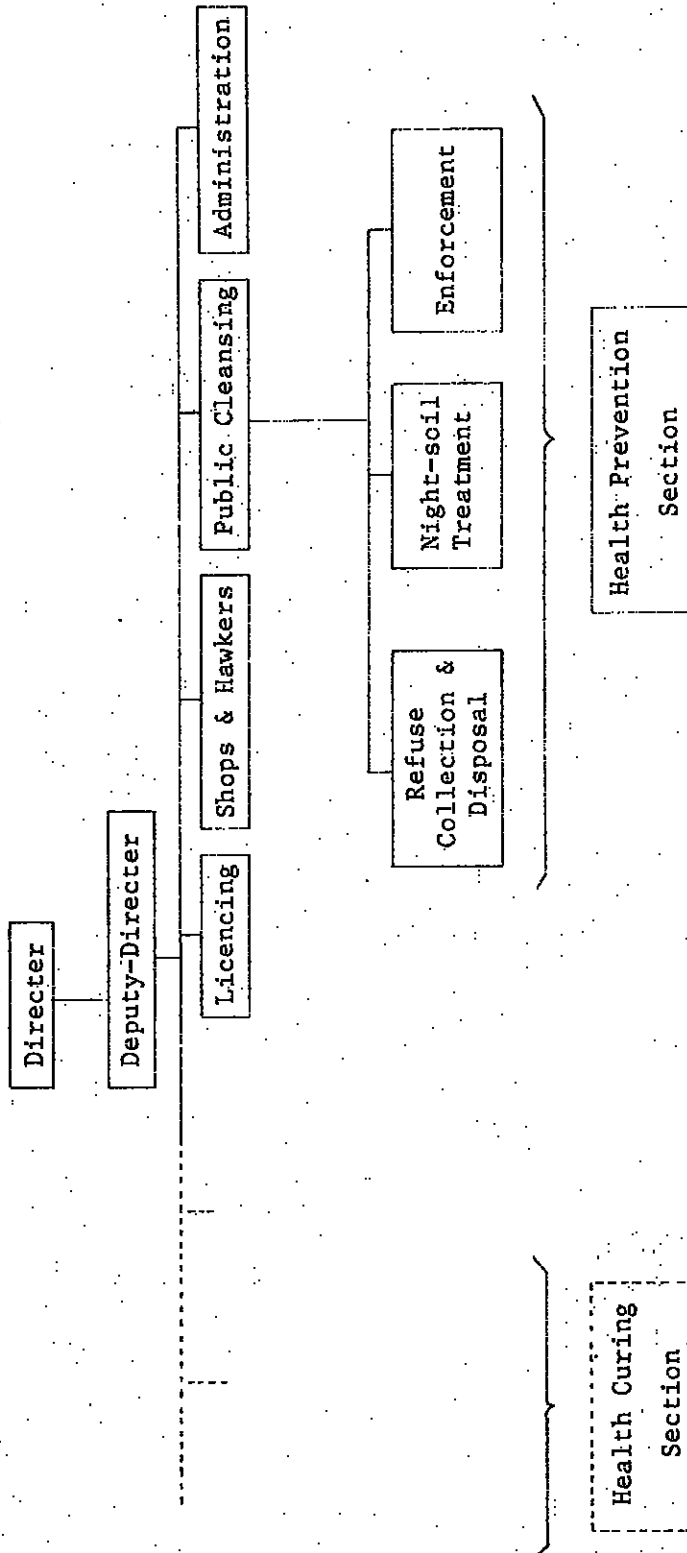 Directer
Deputy-Directer
Licencing
Shops & Hawkers
Public Cleansing
Administration
Refuse
Collection &
Disposal
Night-soil
Treatment
Enforcement
Health Curing
Section
Health Prevention
Section